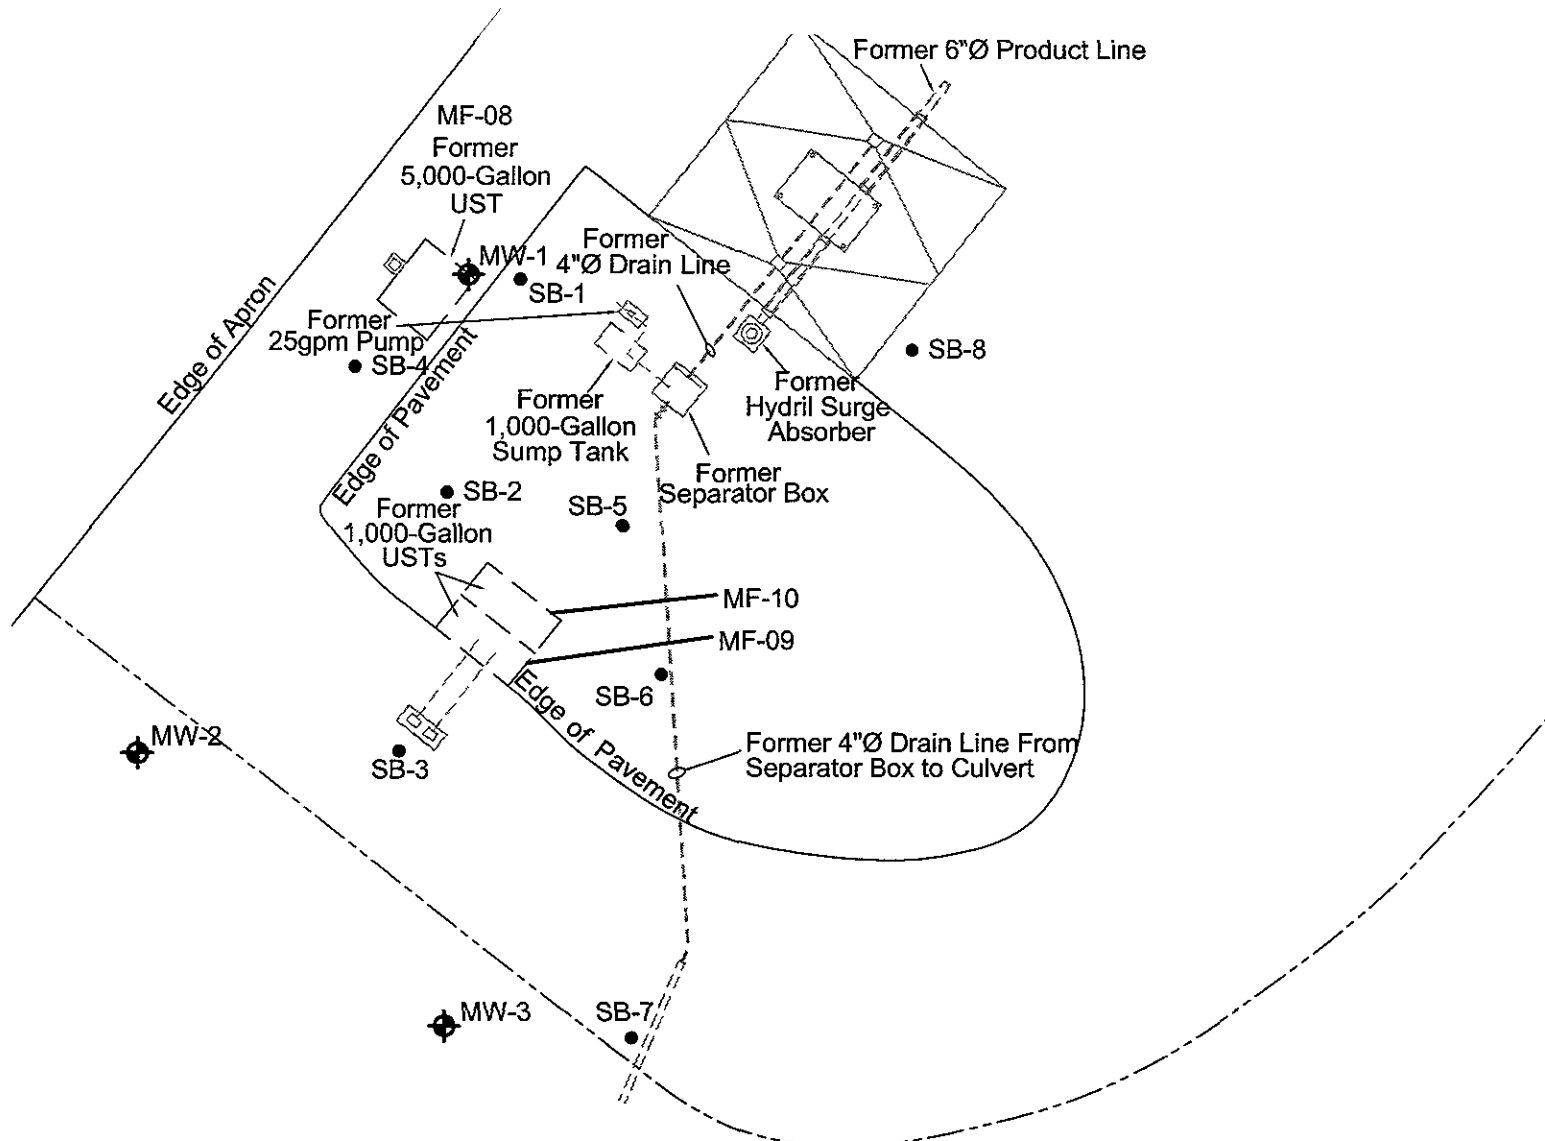 Former 6"Ø Product Line
MF-08
Former
5,000-Gallon
UST
MW-1
SB-1
Former
4"Ø Drain Line
Edge of Apron
Former
25gpm Pump
SB-4
Edge of Pavement
SB-8
Former
Hydril Surge
Absorber
Former
1,000-Gallon
Sump Tank
Former
Separator Box
SB-2
SB-5
Former
1,000-Gallon
USTs
MF-10
MF-09
SB-6
Edge of Pavement
MW-2
SB-3
Former 4"Ø Drain Line From
Separator Box to Culvert
MW-3
SB-7